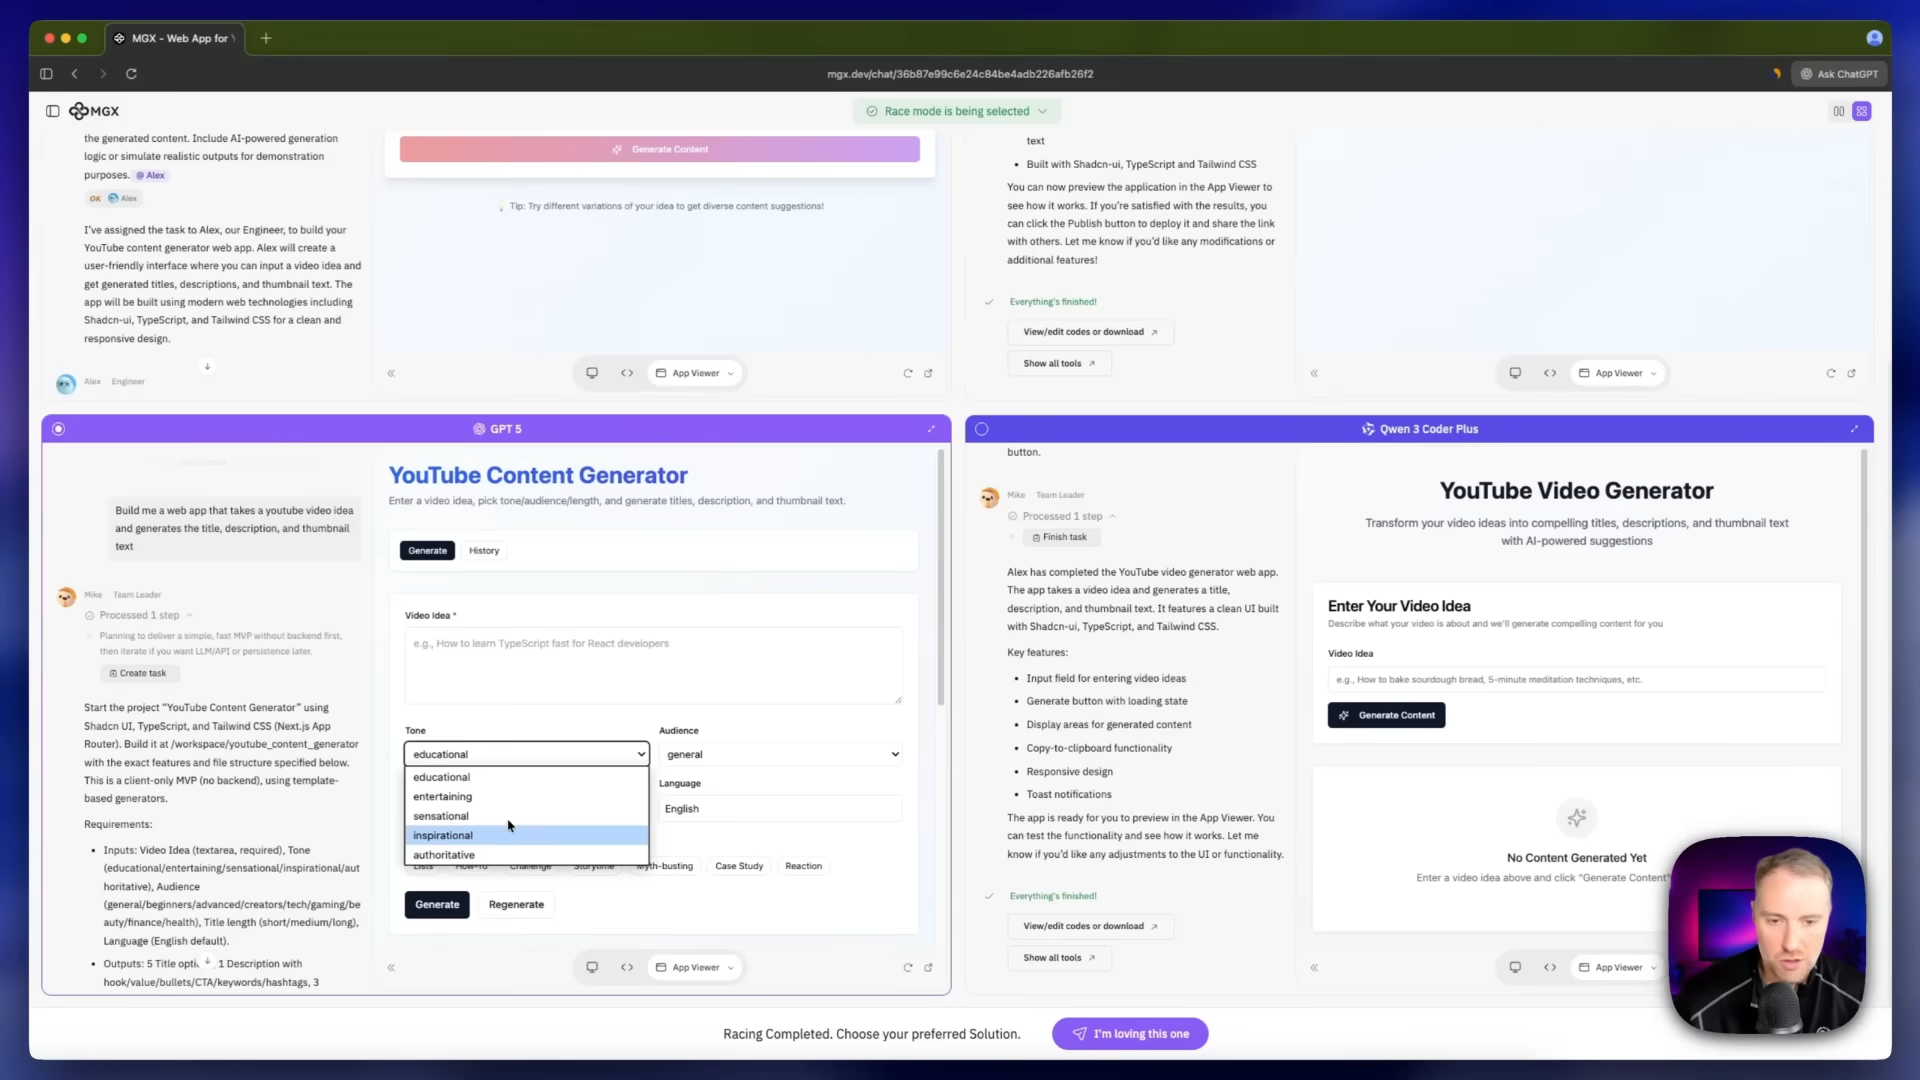 MGX - Web App for Y
mgx.dev/chat/36b87e99c6e24c84be4adb226afb26f2
Ask ChatGPT
MGX
Race mode is being selected
the generated content. Include AI-powered generation
logic or simulate realistic outputs for demonstration
purposes. @ Alex
OK Alex
I've assigned the task to Alex, our Engineer, to build your
YouTube content generator web app. Alex will create a
user-friendly interface where you can input a video idea and
get generated titles, descriptions, and thumbnail text. The
app will be built using modern web technologies including
Shadcn-ui, TypeScript, and Tailwind CSS for a clean and
responsive design.
Alex Engineer
Generate Content
Tip: Try different variations of your idea to get diverse content suggestions!
App Viewer
text
• Built with Shadcn-ui, TypeScript and Tailwind CSS
You can now preview the application in the App Viewer to
see how it works. If you're satisfied with the results, you
can click the Publish button to deploy it and share the link
with others. Let me know if you'd like any modifications or
additional features!
Everything's finished!
View/edit codes or download
Show all tools
App Viewer
GPT 5
Build me a web app that takes a youtube video idea
and generates the title, description, and thumbnail
text
Mike Team Leader
Processed 1 step
Planning to deliver a simple, fast MVP without backend first,
then iterate if you want LLM/API or persistence later.
Create task
Start the project "YouTube Content Generator" using
Shadcn UI, TypeScript, and Tailwind CSS (Next.js App
Router). Build it at /workspace/youtube_content_generator
with the exact features and file structure specified below.
This is a client-only MVP (no backend), using template-
based generators.
Requirements:
• Inputs: Video Idea (textarea, required), Tone
(educational/entertaining/sensational/inspirational/aut
horitative), Audience
(general/beginners/advanced/creators/tech/gaming/be
auty/finance/health), Title length (short/medium/long),
Language (English default).
• Outputs: 5 Title opti 1 Description with
hook/value/bullets/CTA/keywords/hashtags, 3
YouTube Content Generator
Enter a video idea, pick tone/audience/length, and generate titles, description, and thumbnail text.
Generate History
Video Idea *
e.g., How to learn TypeScript fast for React developers
Tone Audience
educational general
educational
entertaining
sensational
inspirational
authoritative
Language
English
Lists How-To Challenge Storytime Myth-busting Case Study Reaction
Generate Regenerate
App Viewer
Qwen 3 Coder Plus
button.
Mike Team Leader
Processed 1 step
Finish task
Alex has completed the YouTube video generator web app.
The app takes a video idea and generates a title,
description, and thumbnail text. It features a clean UI built
with Shadcn-ui, TypeScript, and Tailwind CSS.
Key features:
• Input field for entering video ideas
• Generate button with loading state
• Display areas for generated content
• Copy-to-clipboard functionality
• Responsive design
• Toast notifications
The app is ready for you to preview in the App Viewer. You
can test the functionality and see how it works. Let me
know if you'd like any adjustments to the UI or functionality.
Everything's finished!
View/edit codes or download
Show all tools
YouTube Video Generator
Transform your video ideas into compelling titles, descriptions, and thumbnail text
with AI-powered suggestions
Enter Your Video Idea
Describe what your video is about and we'll generate compelling content for you
Video Idea
e.g., How to bake sourdough bread, 5-minute meditation techniques, etc.
Generate Content
No Content Generated Yet
Enter a video idea above and click "Generate Content"
App Viewer
Racing Completed. Choose your preferred Solution.
I'm loving this one